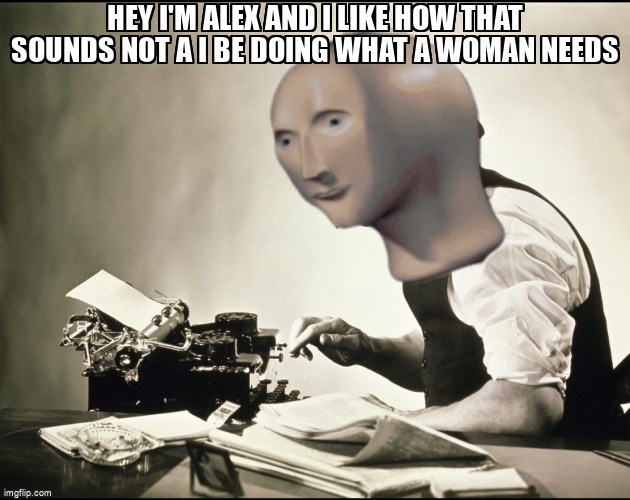 HEY I'M ALEX AND I LIKE HOW THAT
SOUNDS NOT A I BE DOING WHAT A WOMAN NEEDS
imgflip.com